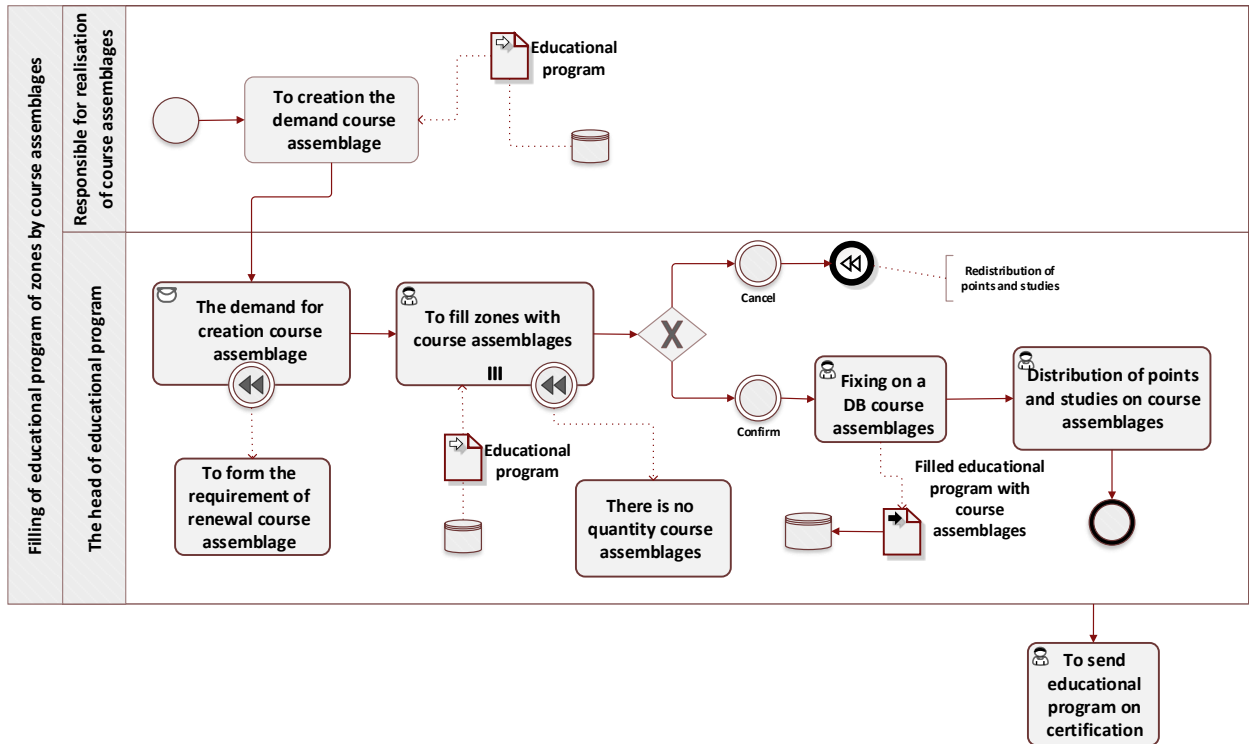 Filling of educational program of zones by course assemblages
Responsible for realisation
of course assemblages
To creation the
demand course
assemblage
Educational
program
The head of educational program
The demand for
creation course
assemblage
To fill zones with
course assemblages
X
Cancel
Redistribution of
points and studies
Confirm
Fixing on a
DB course
assemblages
Distribution of points
and studies on course
assemblages
To form the
requirement of
renewal course
assemblage
Educational
program
There is no
quantity course
assemblages
Filled educational
program with
course
assemblages
To send
educational
program on
certification